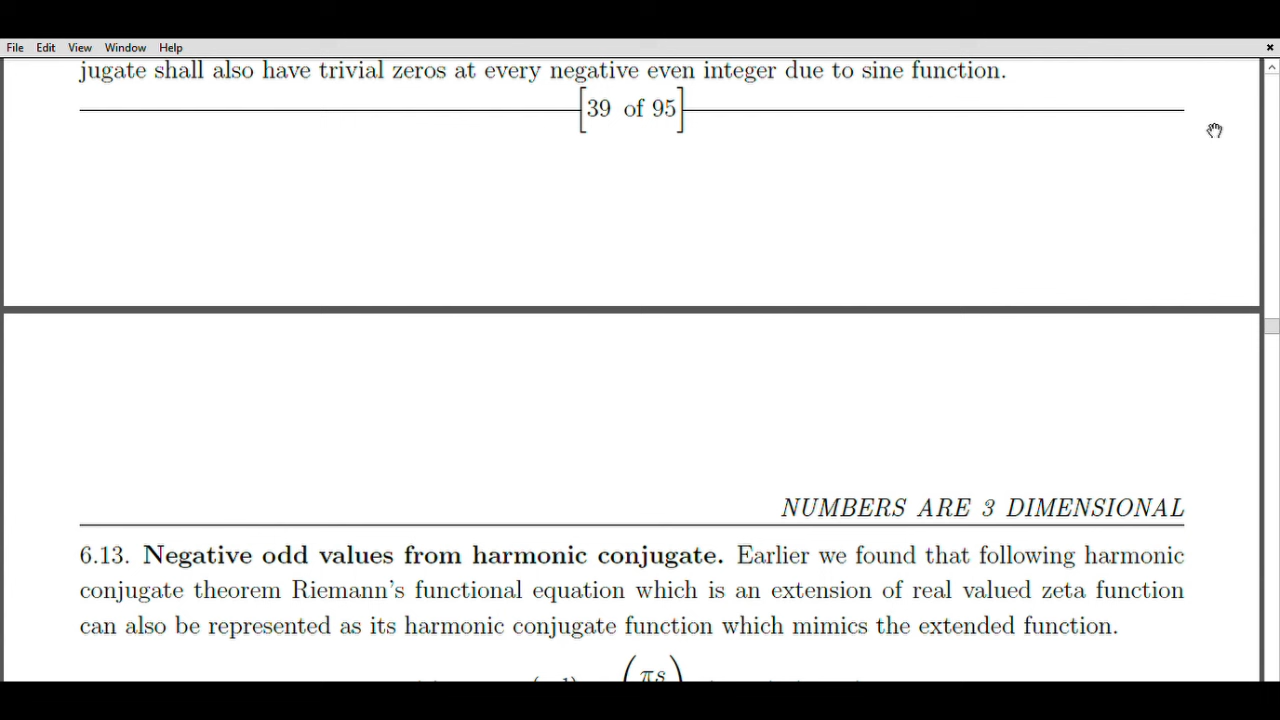 File Edit View Window Help
jugate shall also have trivial zeros at every negative even integer due to sine function.
[39 of 95]
NUMBERS ARE 3 DIMENSIONAL
6.13. Negative odd values from harmonic conjugate. Earlier we found that following harmonic
conjugate theorem Riemann's functional equation which is an extension of real valued zeta function
can also be represented as its harmonic conjugate function which mimics the extended function.
(πs)